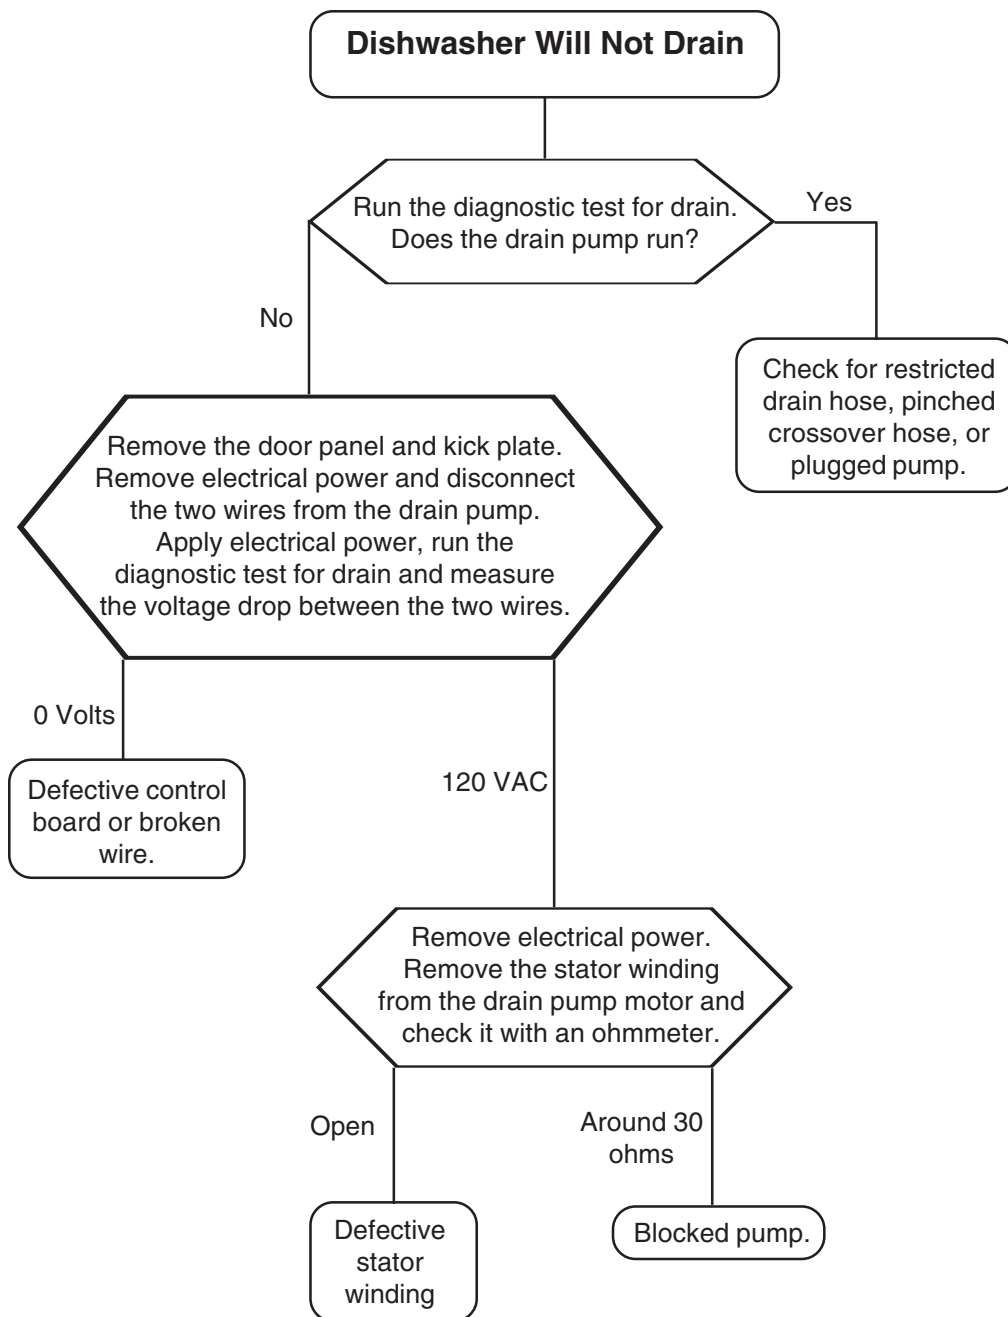 Dishwasher Will Not Drain
Run the diagnostic test for drain.
Does the drain pump run?
Yes
No
Check for restricted
drain hose, pinched
crossover hose, or
plugged pump.
Remove the door panel and kick plate.
Remove electrical power and disconnect
the two wires from the drain pump.
Apply electrical power, run the
diagnostic test for drain and measure
the voltage drop between the two wires.
0 Volts
Defective control
board or broken
wire.
120 VAC
Remove electrical power.
Remove the stator winding
from the drain pump motor and
check it with an ohmmeter.
Open
Around 30
ohms
Defective
stator
winding
Blocked pump.